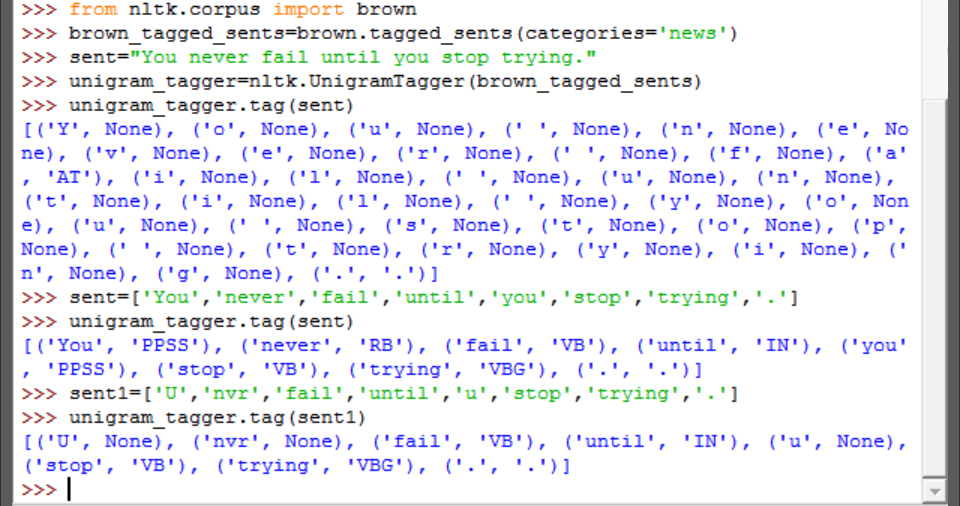 >>> from nltk.corpus import brown
>>> brown_tagged_sents=brown.tagged_sents(categories='news')
>>> sent="You never fail until you stop trying."
>>> unigram_tagger=nltk.UnigramTagger(brown_tagged_sents)
>>> unigram_tagger.tag(sent)
[('Y', None), ('o', None), ('u', None), (' ', None), ('n', None), ('e', No
ne), ('v', None), ('e', None), ('r', None), (' ', None), ('f', None), ('a'
, 'AT'), ('i', None), ('l', None), (' ', None), ('u', None), ('n', None),
('t', None), ('i', None), ('l', None), (' ', None), ('y', None), ('o', Non
e), ('u', None), (' ', None), ('s', None), ('t', None), ('o', None), ('p',
None), (' ', None), ('t', None), ('r', None), ('y', None), ('i', None), ('
n', None), ('g', None), ('.', '.')]
>>> sent=['You','never','fail','until','you','stop','trying','.']
>>> unigram_tagger.tag(sent)
[('You', 'PPSS'), ('never', 'RB'), ('fail', 'VB'), ('until', 'IN'), ('you'
, 'PPSS'), ('stop', 'VB'), ('trying', 'VBG'), ('.', '.')]
>>> sent1=['U','nvr','fail','until','u','stop','trying','.']
>>> unigram_tagger.tag(sent1)
[('U', None), ('nvr', None), ('fail', 'VB'), ('until', 'IN'), ('u', None),
('stop', 'VB'), ('trying', 'VBG'), ('.', '.')]
>>>